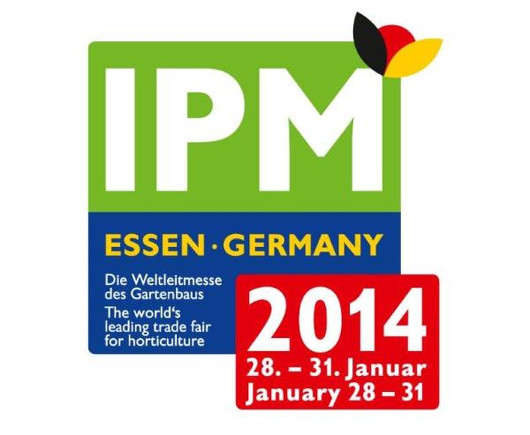 IPM
ESSEN · GERMANY
Die Weltleitmesse
des Gartenbaus
The world‘s
leading trade fair
for horticulture
2014
28. – 31. Januar
January 28 – 31